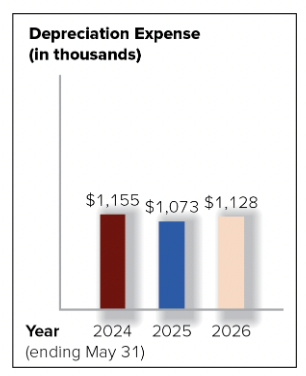 Depreciation Expense
(in thousands)
$1,155 $1,073 $1,128
Year 2024 2025 2026
(ending May 31)